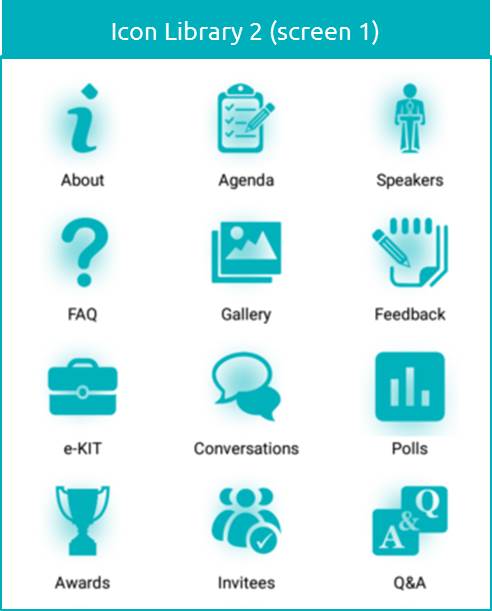 Icon Library 2 (screen 1)
About
Agenda
Speakers
FAQ
Gallery
Feedback
e-KIT
Conversations
Polls
Awards
Invitees
Q
&
A
Q&A